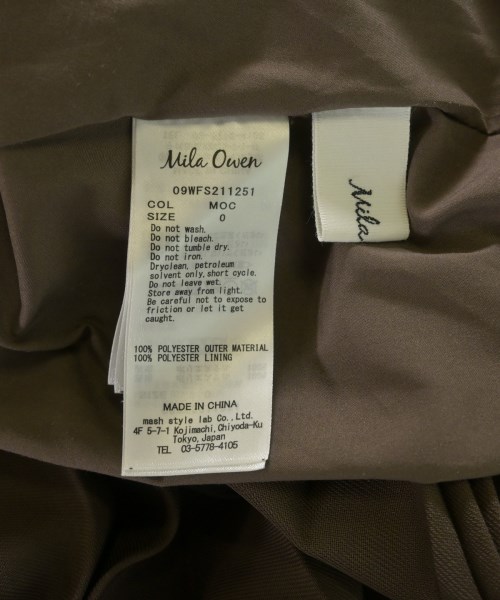 Mila Owen
09WFS211251
COL MOC
SIZE 0
Do not wash.
Do not bleach.
Do not tumble dry.
Do not iron.
Dryclean, petroleum
solvent only, short cycle.
Do not leave wet.
Store away from light.
Be careful not to expose to
friction or let it get
caught.
100% POLYESTER OUTER MATERIAL
100% POLYESTER LINING
MADE IN CHINA
mash style lab Co.,Ltd.
4F 5-7-1 Kojimachi, Chiyoda-Ku
Tokyo, Japan
TEL 03-5778-4105
Mila